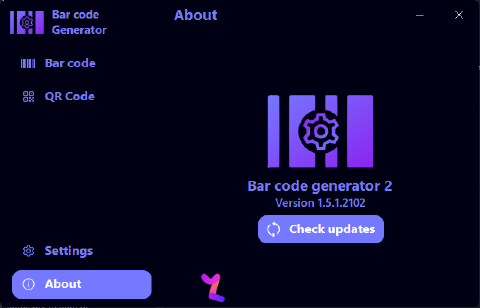 Bar code
Generator
About
Bar code
QR Code
Bar code generator 2
Version 1.5.1.2102
Check updates
Settings
About